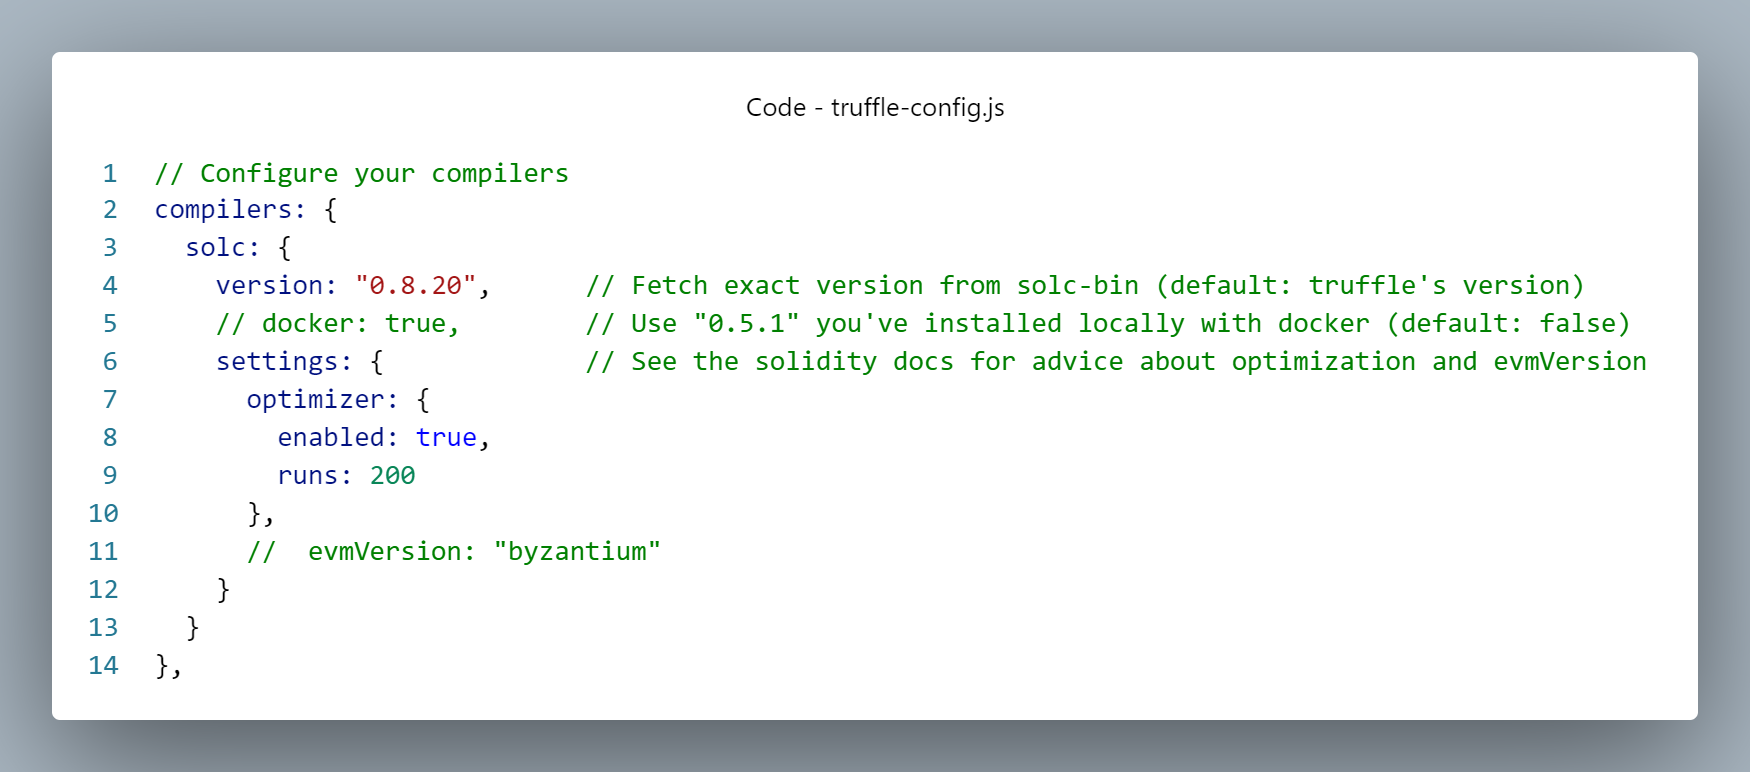 Code - truffle-config.js
1 // Configure your compilers
2 compilers: {
3   solc: {
4     version: "0.8.20",      // Fetch exact version from solc-bin (default: truffle's version)
5     // docker: true,        // Use "0.5.1" you've installed locally with docker (default: false)
6     settings: {             // See the solidity docs for advice about optimization and evmVersion
7       optimizer: {
8         enabled: true,
9         runs: 200
10       },
11       //  evmVersion: "byzantium"
12     }
13   }
14 },